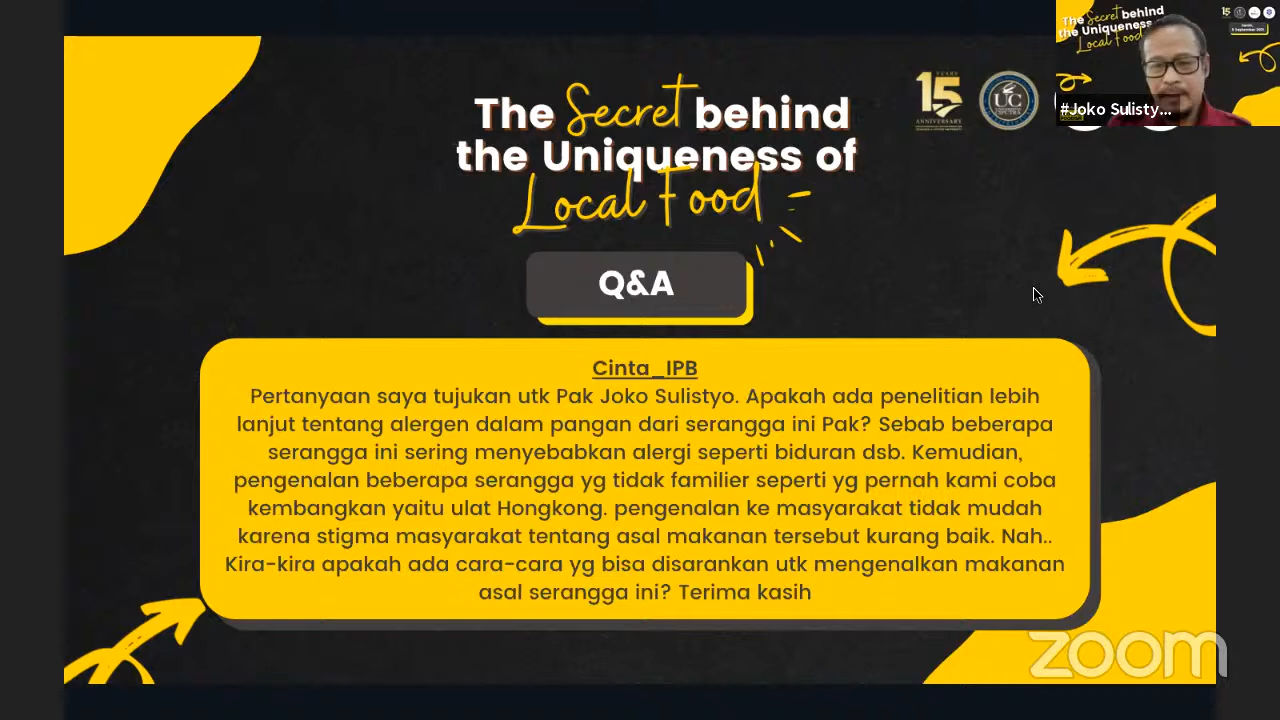 The Secret behind
the Uniqueness of
Local Food
15 YEARS
ANNIVERSARY
UC
Q&A
Cinta_IPB
Pertanyaan saya tujukan utk Pak Joko Sulistyo. Apakah ada penelitian lebih
lanjut tentang alergen dalam pangan dari serangga ini Pak? Sebab beberapa
serangga ini sering menyebabkan alergi seperti biduran dsb. Kemudian,
pengenalan beberapa serangga yg tidak familier seperti yg pernah kami coba
kembangkan yaitu ulat Hongkong. pengenalan ke masyarakat tidak mudah
karena stigma masyarakat tentang asal makanan tersebut kurang baik. Nah..
Kira-kira apakah ada cara-cara yg bisa disarankan utk mengenalkan makanan
asal serangga ini? Terima kasih
The Secret behind
the Uniqueness
Local Food
15
#Joko Sulisty...
zoom